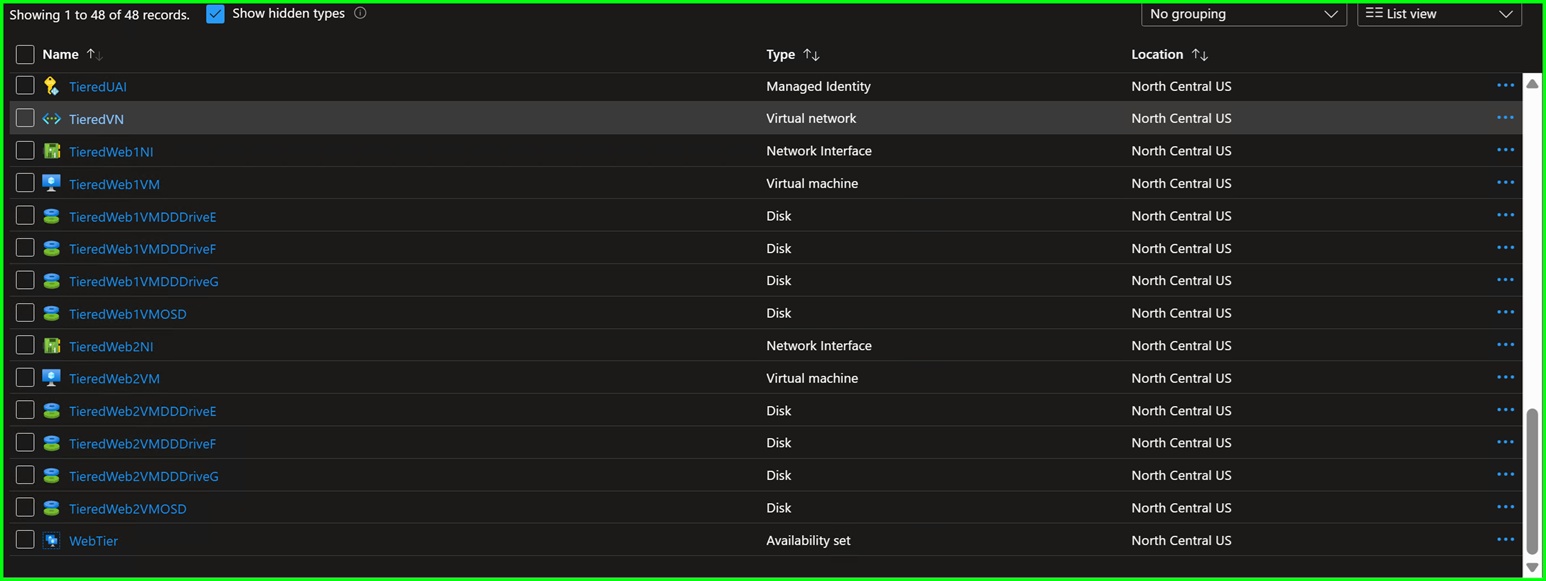 Showing 1 to 48 of 48 records. Show hidden types No grouping List view
Name Type Location
TieredUAI Managed Identity North Central US
TieredVN Virtual network North Central US
TieredWeb1NI Network Interface North Central US
TieredWeb1VM Virtual machine North Central US
TieredWeb1VMDDDriveE Disk North Central US
TieredWeb1VMDDDriveF Disk North Central US
TieredWeb1VMDDDriveG Disk North Central US
TieredWeb1VMOSD Disk North Central US
TieredWeb2NI Network Interface North Central US
TieredWeb2VM Virtual machine North Central US
TieredWeb2VMDDDriveE Disk North Central US
TieredWeb2VMDDDriveF Disk North Central US
TieredWeb2VMDDDriveG Disk North Central US
TieredWeb2VMOSD Disk North Central US
WebTier Availability set North Central US